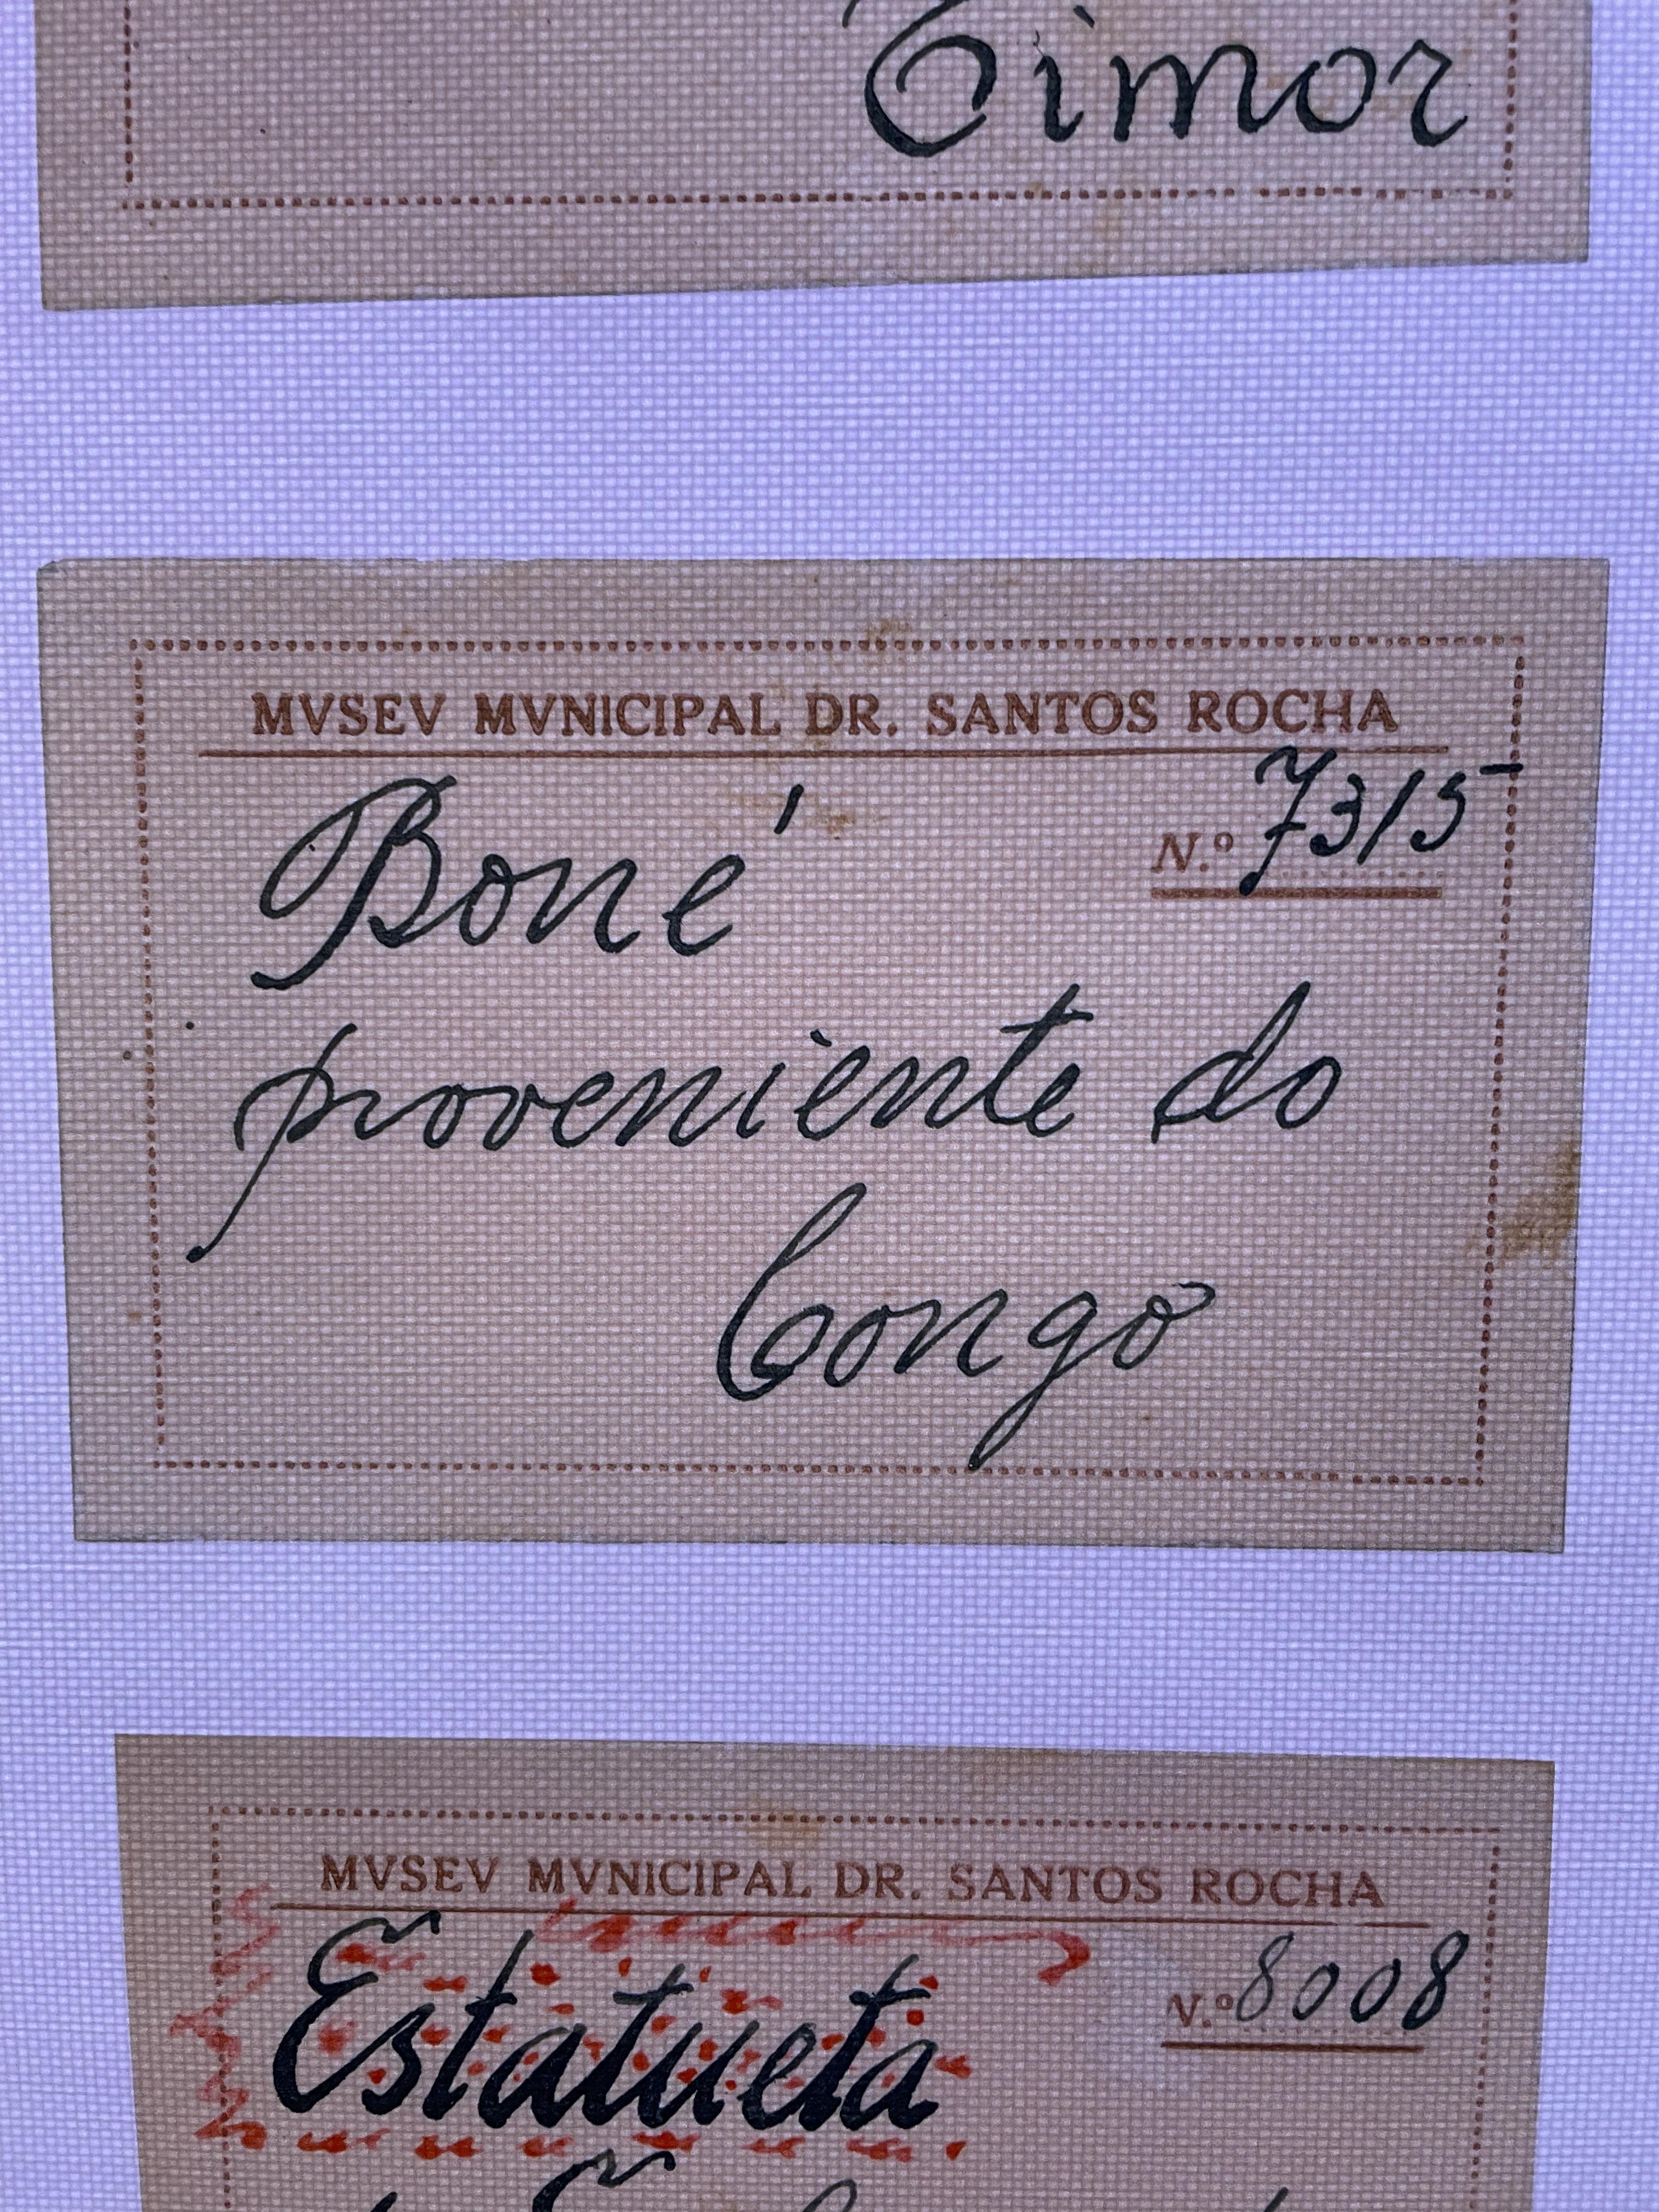 Timor
MVSEV MVNICIPAL DR. SANTOS ROCHA
N.º 7315
Boné
proveniente do
Congo
MVSEV MVNICIPAL DR. SANTOS ROCHA
N.º 8008
Estatueta